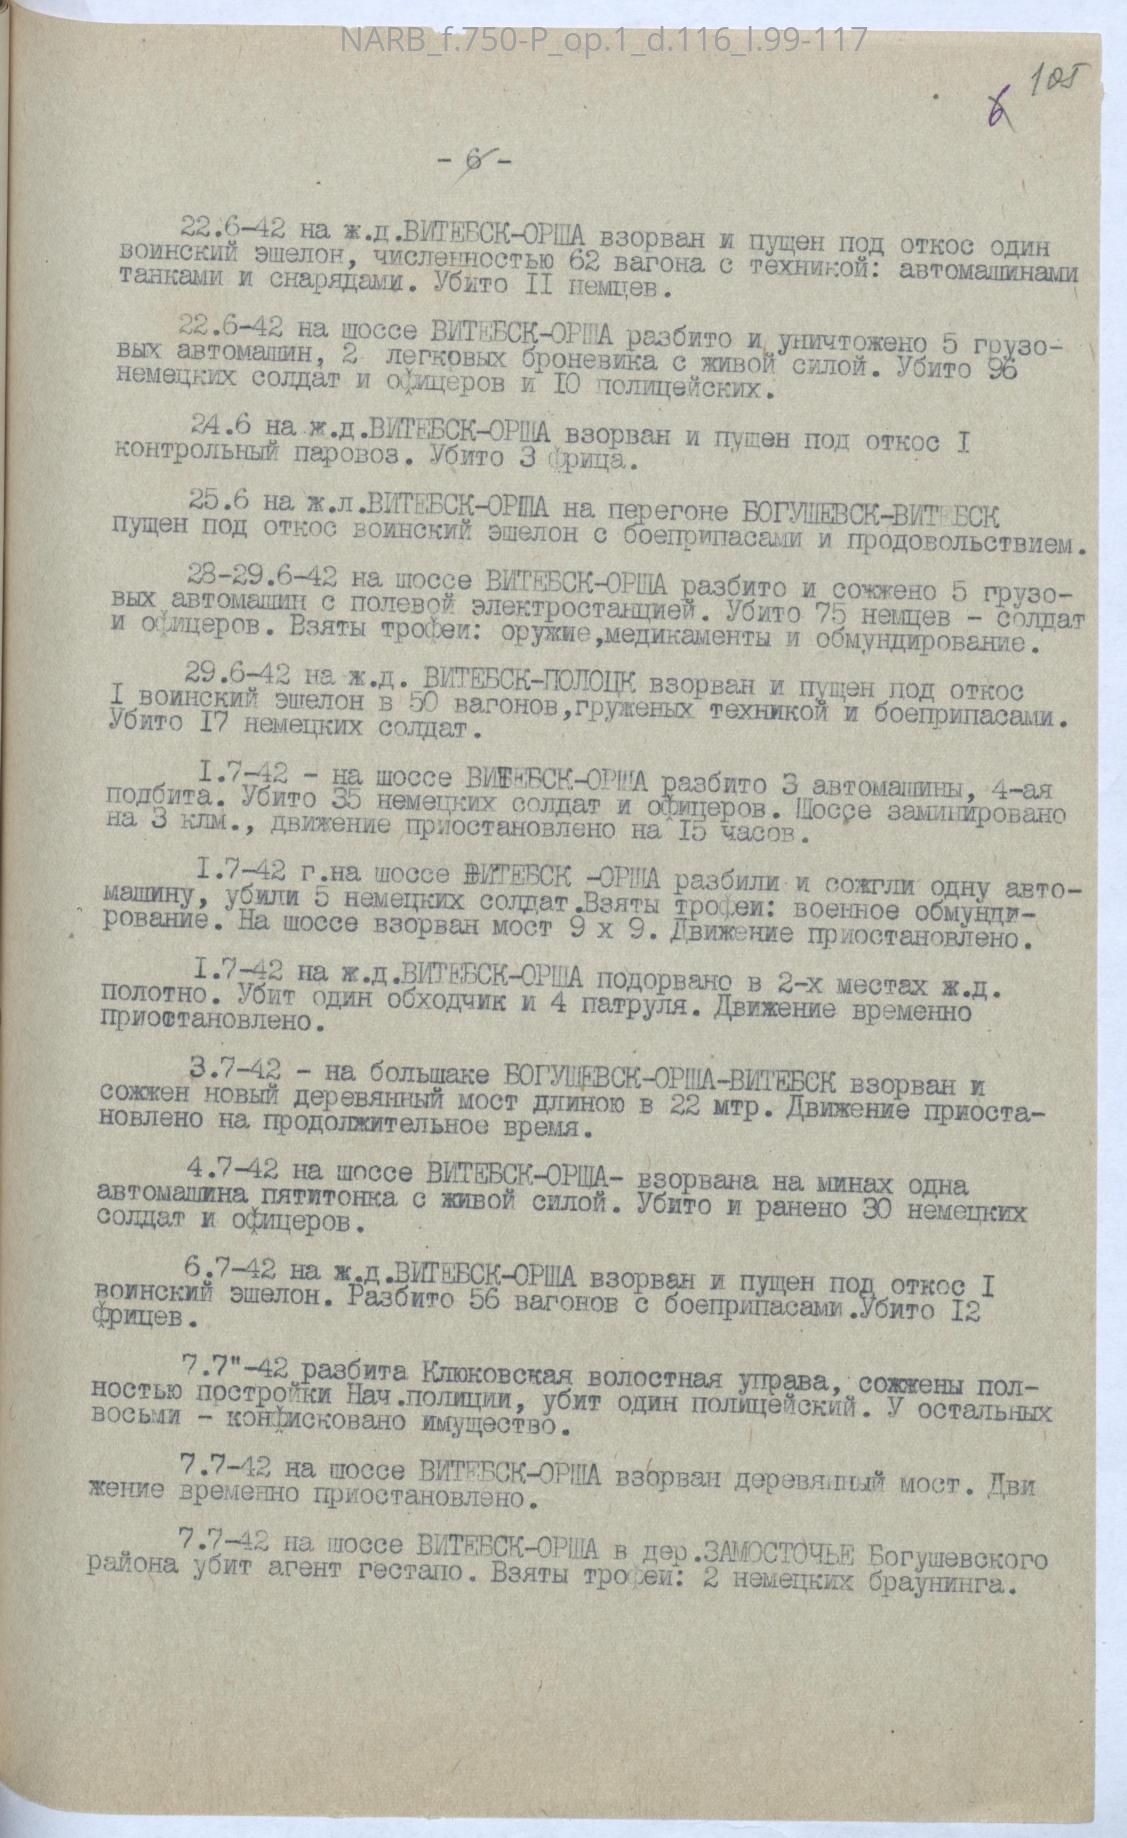 NARB_f.750-P_op.1_d.116_l.99-117
105
6
- 6 -
22.6-42 на ж.д.ВИТЕБСК-ОРША взорван и пущен под откос один
воинский эшелон, численностью 62 вагона с техникой: автомашинами
танками и снарядами. Убито II немцев.
22.6-42 на шоссе ВИТЕБСК-ОРША разбито и уничтожено 5 грузо-
вых автомашин, 2 легковых броневика с живой силой. Убито 96
немецких солдат и офицеров и I0 полицейских.
24.6 на ж.д.ВИТЕБСК-ОРША взорван и пущен под откос I
контрольный паровоз. Убито 3 фрица.
25.6 на ж.л.ВИТЕБСК-ОРША на перегоне БОГУШЕВСК-ВИТЕБСК
пущен под откос воинский эшелон с боеприпасами и продовольствием.
28-29.6-42 на шоссе ВИТЕБСК-ОРША разбито и сожжено 5 грузо-
вых автомашин с полевой электростанцией. Убито 75 немцев - солдат
и офицеров. Взяты трофеи: оружие,медикаменты и обмундирование.
29.6-42 на ж.д. ВИТЕБСК-ПОЛОЦК взорван и пущен под откос
I воинский эшелон в 50 вагонов,груженых техникой и боеприпасами.
Убито I7 немецких солдат.
I.7-42 - на шоссе ВИТЕБСК-ОРША разбито 3 автомашины, 4-ая
подбита. Убито 35 немецких солдат и офицеров. Шоссе заминировано
на 3 клм., движение приостановлено на I5 часов.
I.7-42 г.на шоссе ВИТЕБСК -ОРША разбили и сожгли одну авто-
машину, убили 5 немецких солдат.Взяты трофеи: военное обмунди-
рование. На шоссе взорван мост 9 х 9. Движение приостановлено.
I.7-42 на ж.д.ВИТЕБСК-ОРША подорвано в 2-х местах ж.д.
полотно. Убит один обходчик и 4 патруля. Движение временно
приостановлено.
3.7-42 - на большаке БОГУШЕВСК-ОРША-ВИТЕБСК взорван и
сожжен новый деревянный мост длиною в 22 мтр. Движение приоста-
новлено на продолжительное время.
4.7-42 на шоссе ВИТЕБСК-ОРША- взорвана на минах одна
автомашина пятитонка с живой силой. Убито и ранено 30 немецких
солдат и офицеров.
6.7-42 на ж.д.ВИТЕБСК-ОРША взорван и пущен под откос I
воинский эшелон. Разбито 56 вагонов с боеприпасами.Убито I2
фрицев.
7.7"-42 разбита Клюковская волостная управа, сожжены пол-
ностью постройки Нач.полиции, убит один полицейский. У остальных
восьми - конфисковано имущество.
7.7-42 на шоссе ВИТЕБСК-ОРША взорван деревянный мост. Дви
жение временно приостановлено.
7.7-42 на шоссе ВИТЕБСК-ОРША в дер.ЗАМОСТОЧЬЕ Богушевского
района убит агент гестапо. Взяты трофеи: 2 немецких браунинга.